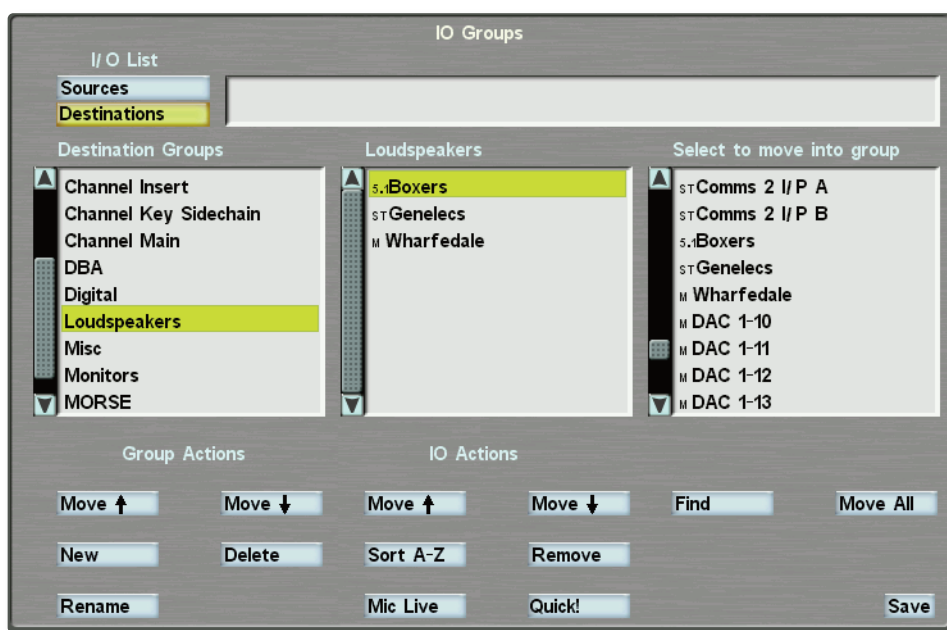 IO Groups
I/O List
Sources
Destinations
Destination Groups
Channel Insert
Channel Key Sidechain
Channel Main
DBA
Digital
Loudspeakers
Misc
Monitors
MORSE
Loudspeakers
5.1Boxers
STGenelecs
M Wharfedale
Select to move into group
STComms 2 I/P A
STComms 2 I/P B
5.1Boxers
STGenelecs
M Wharfedale
M DAC 1-10
M DAC 1-11
M DAC 1-12
M DAC 1-13
Group Actions
IO Actions
Move ↑ Move ↓ Move ↑ Move ↓ Find Move All
New Delete Sort A-Z Remove
Rename Mic Live Quick! Save